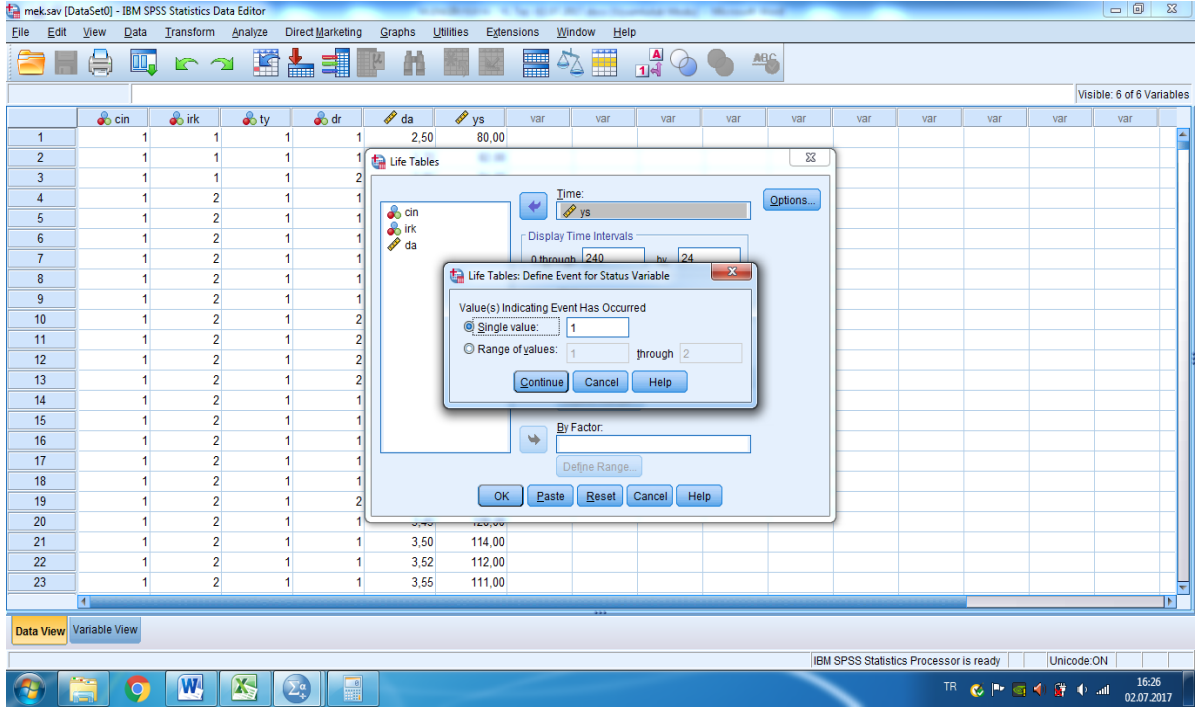 mek.sav [DataSet0] - IBM SPSS Statistics Data Editor
File Edit View Data Transform Analyze Direct Marketing Graphs Utilities Extensions Window Help
Visible: 6 of 6 Variables
cin irk ty dr da ys var var var var var var var var var var
1 1 1 1 1 2,50 80,00
2 1 1 1 1
3 1 1 1 2
4 1 2 1 1
5 1 2 1 1
6 1 2 1 1
7 1 2 1 1
8 1 2 1 1
9 1 2 1 1
10 1 2 1 2
11 1 2 1 2
12 1 2 1 2
13 1 2 1 2
14 1 2 1 1
15 1 2 1 1
16 1 2 1 1
17 1 2 1 1
18 1 2 1 1
19 1 2 1 2
20 1 2 1 1
21 1 2 1 1 3,50 114,00
22 1 2 1 1 3,52 112,00
23 1 2 1 1 3,55 111,00
Life Tables
cin
irk
da
Time:
ys
Options...
Display Time Intervals
0 through 240 by 24
Life Tables: Define Event for Status Variable
Value(s) Indicating Event Has Occurred
Single value: 1
Range of values: 1 through 2
Continue Cancel Help
By Factor:
Define Range...
OK Paste Reset Cancel Help
Data View Variable View
IBM SPSS Statistics Processor is ready Unicode:ON
TR
16:26
02.07.2017